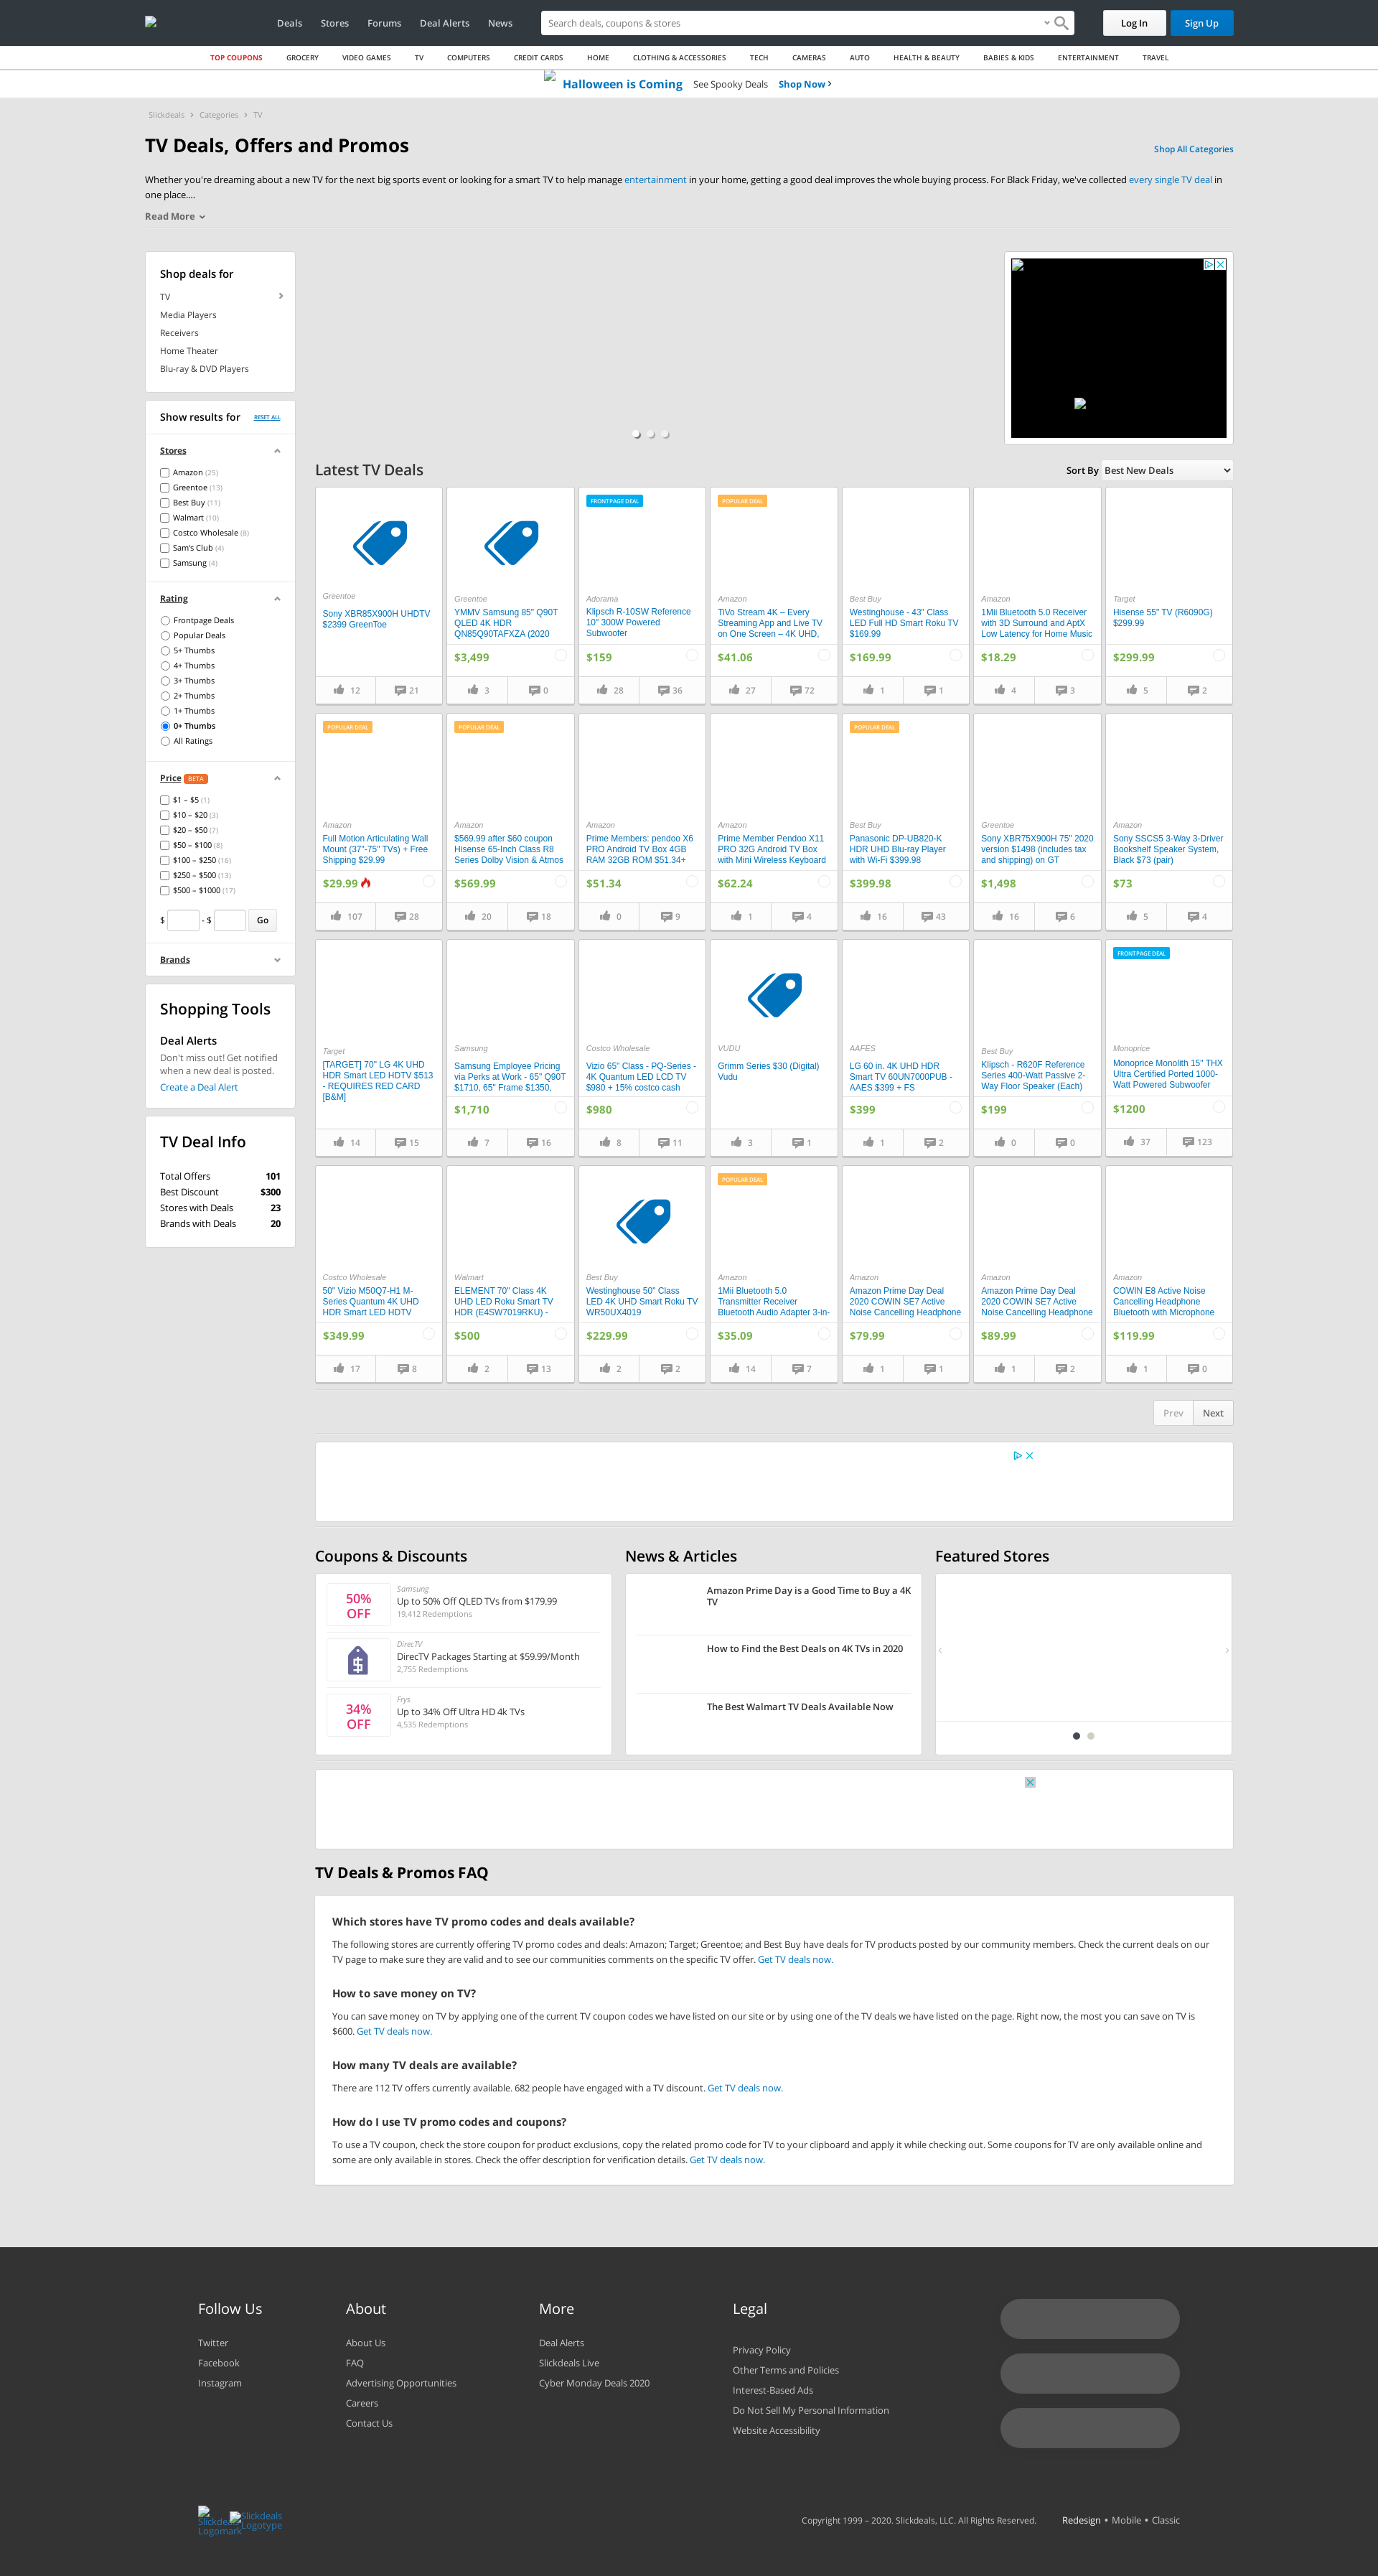 Deals
Stores
Forums
Deal Alerts
News
Search deals, coupons & stores
Log In
Sign Up
TOP COUPONS
GROCERY
VIDEO GAMES
TV
COMPUTERS
CREDIT CARDS
HOME
CLOTHING & ACCESSORIES
TECH
CAMERAS
AUTO
HEALTH & BEAUTY
BABIES & KIDS
ENTERTAINMENT
TRAVEL
Halloween is Coming See Spooky Deals Shop Now
Slickdeals > Categories > TV
TV Deals, Offers and Promos
Shop All Categories
Whether you're dreaming about a new TV for the next big sports event or looking for a smart TV to help manage entertainment in your home, getting a good deal improves the whole buying process. For Black Friday, we've collected every single TV deal in
one place....
Read More
Shop deals for
TV
Media Players
Receivers
Home Theater
Blu-ray & DVD Players
Show results for RESET ALL
Stores
Amazon (25)
Greentoe (13)
Best Buy (11)
Walmart (10)
Costco Wholesale (8)
Sam's Club (4)
Samsung (4)
Rating
Frontpage Deals
Popular Deals
5+ Thumbs
4+ Thumbs
3+ Thumbs
2+ Thumbs
1+ Thumbs
0+ Thumbs
All Ratings
Price BETA
$1 – $5 (1)
$10 – $20 (3)
$20 – $50 (7)
$50 – $100 (8)
$100 – $250 (16)
$250 – $500 (13)
$500 – $1000 (17)
$ - $ Go
Brands
Shopping Tools
Deal Alerts
Don't miss out! Get notified
when a new deal is posted.
Create a Deal Alert
TV Deal Info
Total Offers 101
Best Discount $300
Stores with Deals 23
Brands with Deals 20
Latest TV Deals
Sort By Best New Deals
Greentoe
Sony XBR85X900H UHDTV
$2399 GreenToe
12 21
Greentoe
YMMV Samsung 85" Q90T
QLED 4K HDR
QN85Q90TAFXZA (2020
$3,499
3 0
FRONTPAGE DEAL
Adorama
Klipsch R-10SW Reference
10" 300W Powered
Subwoofer
$159
28 36
POPULAR DEAL
Amazon
TiVo Stream 4K – Every
Streaming App and Live TV
on One Screen – 4K UHD,
$41.06
27 72
Best Buy
Westinghouse - 43" Class
LED Full HD Smart Roku TV
$169.99
$169.99
1 1
Amazon
1Mii Bluetooth 5.0 Receiver
with 3D Surround and AptX
Low Latency for Home Music
$18.29
4 3
Target
Hisense 55" TV (R6090G)
$299.99
$299.99
5 2
POPULAR DEAL
Amazon
Full Motion Articulating Wall
Mount (37"-75" TVs) + Free
Shipping $29.99
$29.99
107 28
POPULAR DEAL
Amazon
$569.99 after $60 coupon
Hisense 65-Inch Class R8
Series Dolby Vision & Atmos
$569.99
20 18
Amazon
Prime Members: pendoo X6
PRO Android TV Box 4GB
RAM 32GB ROM $51.34+
$51.34
0 9
Amazon
Prime Member Pendoo X11
PRO 32G Android TV Box
with Mini Wireless Keyboard
$62.24
1 4
POPULAR DEAL
Best Buy
Panasonic DP-UB820-K
HDR UHD Blu-ray Player
with Wi-Fi $399.98
$399.98
16 43
Greentoe
Sony XBR75X900H 75" 2020
version $1498 (includes tax
and shipping) on GT
$1,498
16 6
Amazon
Sony SSCS5 3-Way 3-Driver
Bookshelf Speaker System,
Black $73 (pair)
$73
5 4
Target
[TARGET] 70" LG 4K UHD
HDR Smart LED HDTV $513
- REQUIRES RED CARD
[B&M]
14 15
Samsung
Samsung Employee Pricing
via Perks at Work - 65" Q90T
$1710, 65" Frame $1350,
$1,710
7 16
Costco Wholesale
Vizio 65" Class - PQ-Series -
4K Quantum LED LCD TV
$980 + 15% costco cash
$980
8 11
VUDU
Grimm Series $30 (Digital)
Vudu
3 1
AAFES
LG 60 in. 4K UHD HDR
Smart TV 60UN7000PUB -
AAES $399 + FS
$399
1 2
Best Buy
Klipsch - R620F Reference
Series 400-Watt Passive 2-
Way Floor Speaker (Each)
$199
0 0
FRONTPAGE DEAL
Monoprice
Monoprice Monolith 15" THX
Ultra Certified Ported 1000-
Watt Powered Subwoofer
$1200
37 123
Costco Wholesale
50" Vizio M50Q7-H1 M-
Series Quantum 4K UHD
HDR Smart LED HDTV
$349.99
17 8
Walmart
ELEMENT 70" Class 4K
UHD LED Roku Smart TV
HDR (E4SW7019RKU) -
$500
2 13
Best Buy
Westinghouse 50" Class
LED 4K UHD Smart Roku TV
WR50UX4019
$229.99
2 2
POPULAR DEAL
Amazon
1Mii Bluetooth 5.0
Transmitter Receiver
Bluetooth Audio Adapter 3-in-
$35.09
14 7
Amazon
Amazon Prime Day Deal
2020 COWIN SE7 Active
Noise Cancelling Headphone
$79.99
1 1
Amazon
Amazon Prime Day Deal
2020 COWIN SE7 Active
Noise Cancelling Headphone
$89.99
1 2
Amazon
COWIN E8 Active Noise
Cancelling Headphone
Bluetooth with Microphone
$119.99
1 0
Prev Next
Coupons & Discounts
50%
OFF
Samsung
Up to 50% Off QLED TVs from $179.99
19,412 Redemptions
DirecTV
DirecTV Packages Starting at $59.99/Month
2,755 Redemptions
34%
OFF
Frys
Up to 34% Off Ultra HD 4k TVs
4,535 Redemptions
News & Articles
Amazon Prime Day is a Good Time to Buy a 4K
TV
How to Find the Best Deals on 4K TVs in 2020
The Best Walmart TV Deals Available Now
Featured Stores
TV Deals & Promos FAQ
Which stores have TV promo codes and deals available?
The following stores are currently offering TV promo codes and deals: Amazon; Target; Greentoe; and Best Buy have deals for TV products posted by our community members. Check the current deals on our
TV page to make sure they are valid and to see our communities comments on the specific TV offer. Get TV deals now.
How to save money on TV?
You can save money on TV by applying one of the current TV coupon codes we have listed on our site or by using one of the TV deals we have listed on the page. Right now, the most you can save on TV is
$600. Get TV deals now.
How many TV deals are available?
There are 112 TV offers currently available. 682 people have engaged with a TV discount. Get TV deals now.
How do I use TV promo codes and coupons?
To use a TV coupon, check the store coupon for product exclusions, copy the related promo code for TV to your clipboard and apply it while checking out. Some coupons for TV are only available online and
some are only available in stores. Check the offer description for verification details. Get TV deals now.
Follow Us
Twitter
Facebook
Instagram
About
About Us
FAQ
Advertising Opportunities
Careers
Contact Us
More
Deal Alerts
Slickdeals Live
Cyber Monday Deals 2020
Legal
Privacy Policy
Other Terms and Policies
Interest-Based Ads
Do Not Sell My Personal Information
Website Accessibility
Slickdeals
Logomark
Slickdeals
Logotype
Copyright 1999 – 2020. Slickdeals, LLC. All Rights Reserved.
Redesign • Mobile • Classic